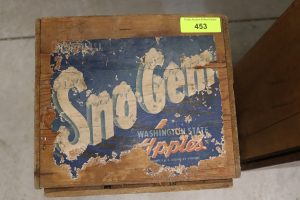 453
Sno Gem
WASHINGTON STATE
Apples